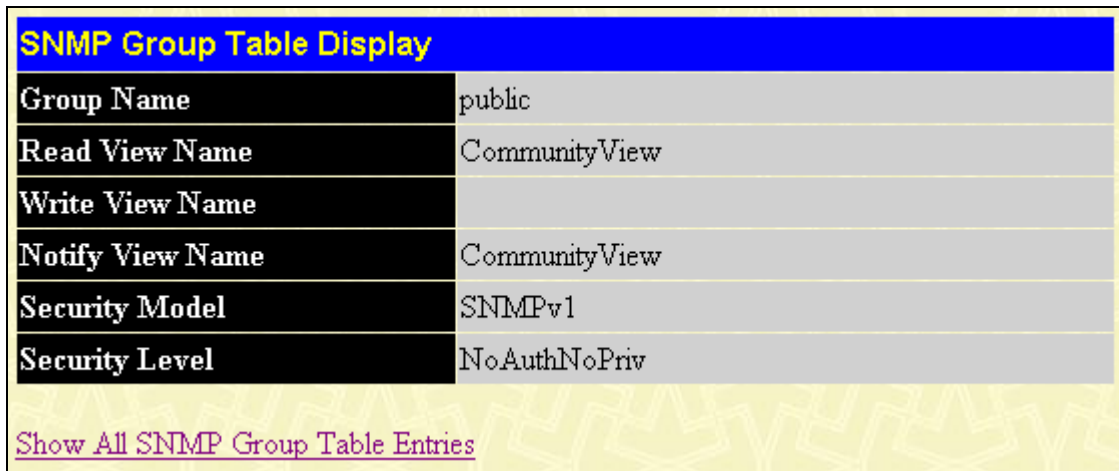 SNMP Group Table Display
Group Name public
Read View Name CommunityView
Write View Name
Notify View Name CommunityView
Security Model SNMPv1
Security Level NoAuthNoPriv
Show All SNMP Group Table Entries